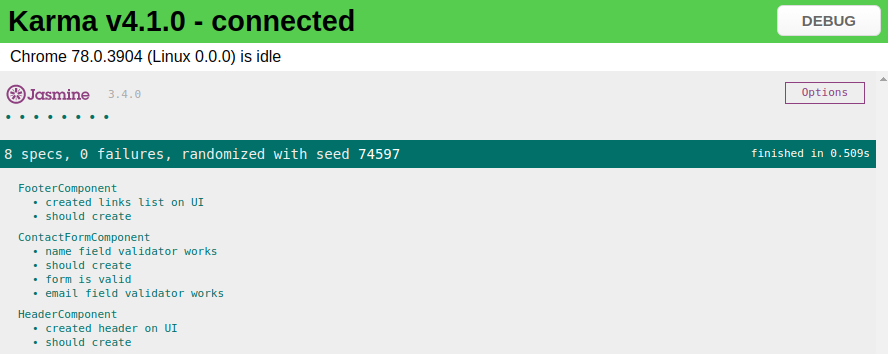 Karma v4.1.0 - connected
DEBUG
Chrome 78.0.3904 (Linux 0.0.0) is idle
Jasmine 3.4.0
Options
• • • • • • • •
8 specs, 0 failures, randomized with seed 74597
finished in 0.509s
FooterComponent
• created links list on UI
• should create
ContactFormComponent
• name field validator works
• should create
• form is valid
• email field validator works
HeaderComponent
• created header on UI
• should create